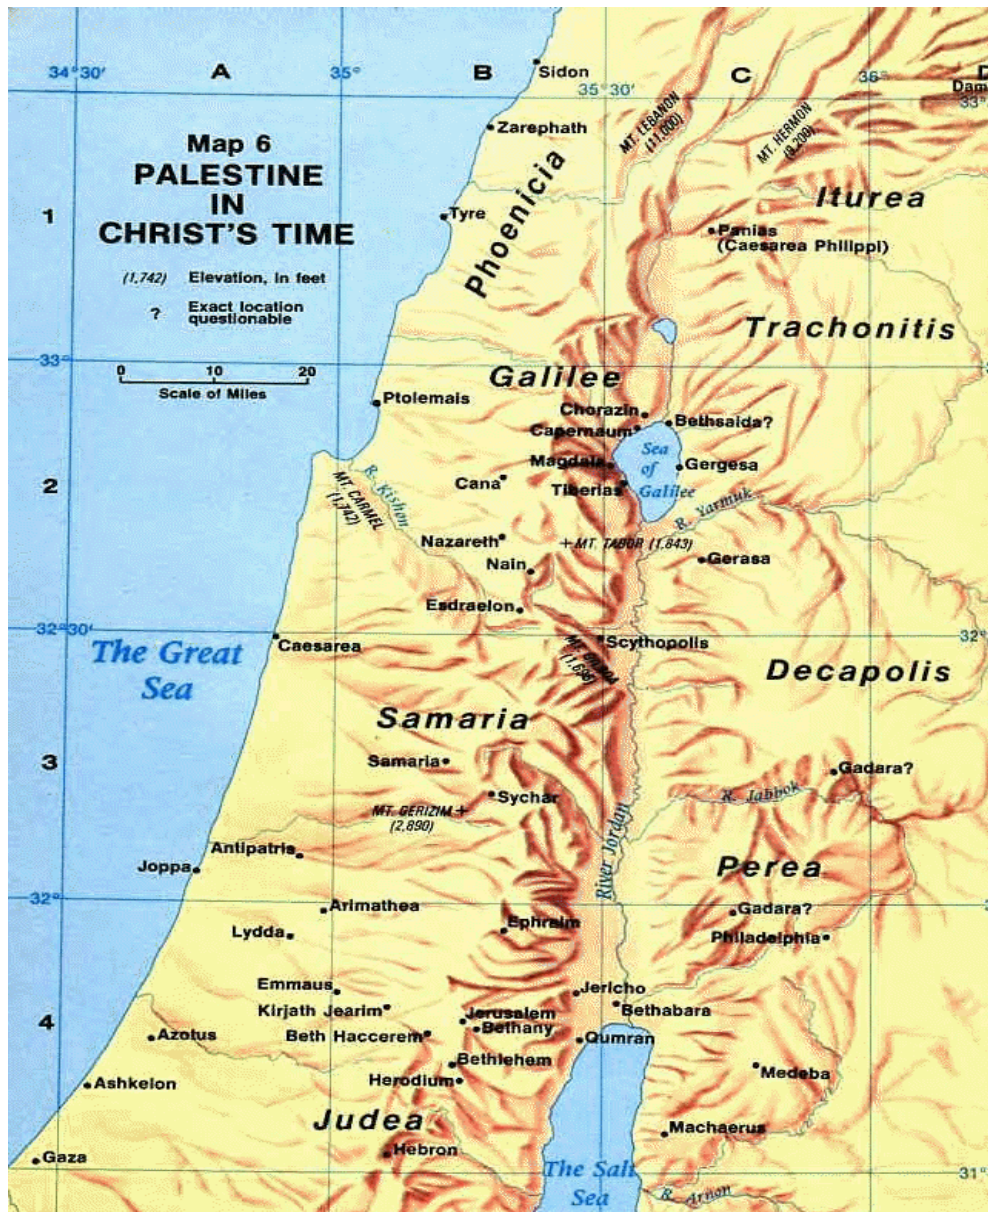 34°30'
A
35°
B
Sidon
35°30'
C
36°
D
Dam
33°
Map 6
PALESTINE
IN
CHRIST'S TIME
(1,742) Elevation, in feet
? Exact location
questionable
0 10 20
Scale of Miles
Zarephath
MT. LEBANON
(11,000)
MT. HERMON
(9,200)
Phoenicia
Iturea
1
Tyre
Panias
(Caesarea Philippi)
Trachonitis
33°
Galilee
Ptolemais
Chorazin
Bethsaida?
Capernaum
Sea
of
Galilee
Magdala
Gergesa
2
Cana
Tiberias
R. Kishon
MT. CARMEL
(1,742)
R. Yarmuk
Nazareth
MT. TABOR (1,843)
Gerasa
Nain
Esdraelon
32°30'
The Great
Sea
Caesarea
Scythopolis
32°
(1,698)
Decapolis
Samaria
3
Samaria
Gadara?
Sychar
R. Jabbok
MT. GERIZIM
(2,890)
River Jordan
Antipatris
Joppa
Perea
32°
Arimathea
Gadara?
Lydda
Ephraim
Philadelphia
Emmaus
Jericho
Kirjath Jearim
Bethabara
4
Jerusalem
Azotus
Beth Haccerem
Bethany
Qumran
Bethlehem
Medeba
Ashkelon
Herodium
Judea
Machaerus
Hebron
Gaza
The Salt
Sea
31°
R. Arnon